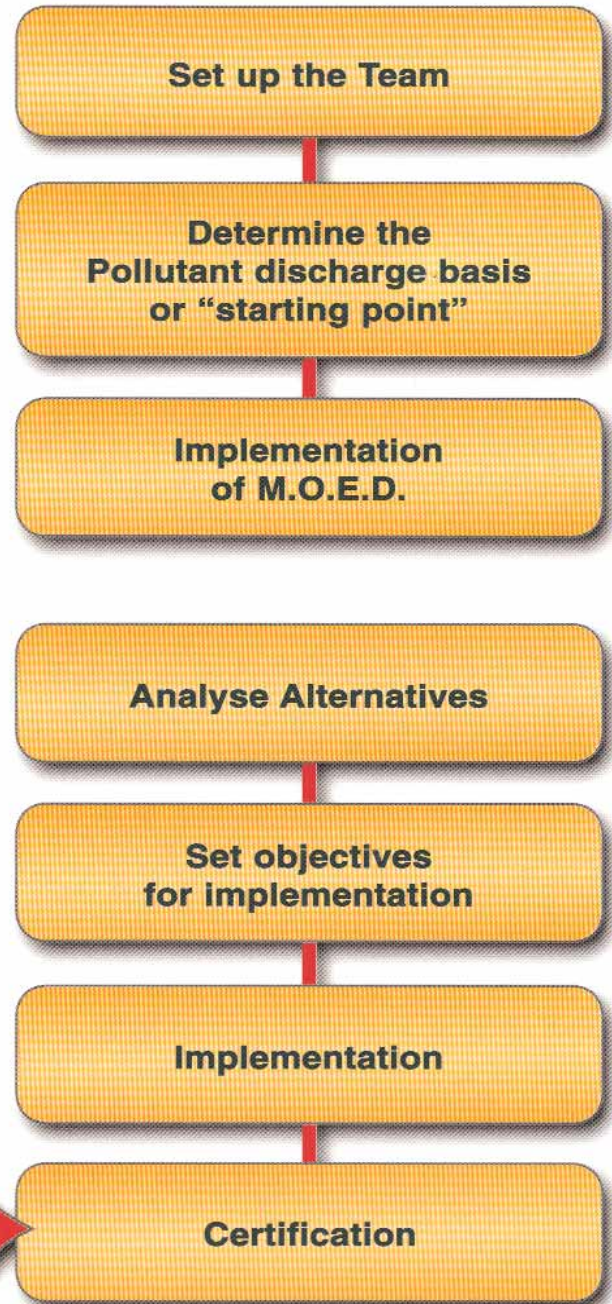 Set up the Team
Determine the
Pollutant discharge basis
or “starting point”
Implementation
of M.O.E.D.
Analyse Alternatives
Set objectives
for implementation
Implementation
Certification